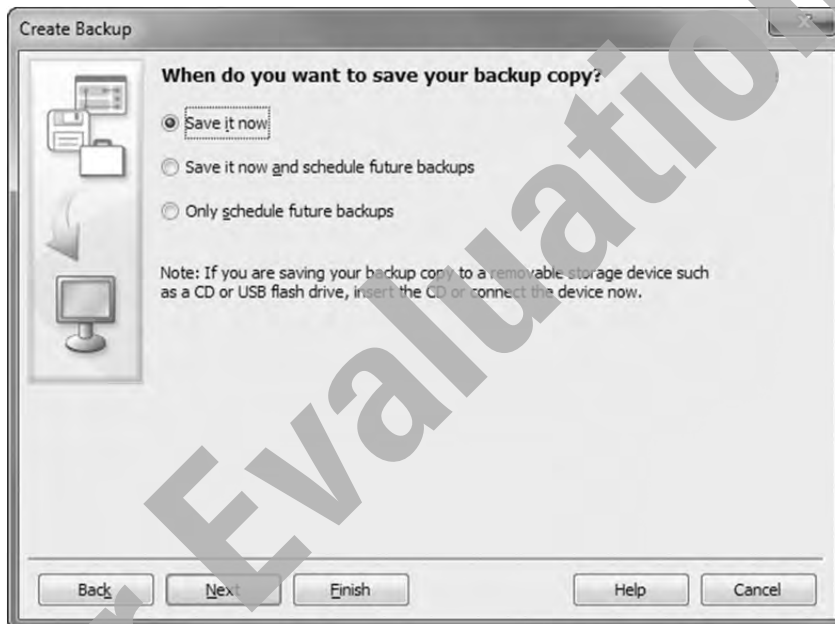 Create Backup
When do you want to save your backup copy?
Save it now
Save it now and schedule future backups
Only schedule future backups
Note: If you are saving your backup copy to a removable storage device such
as a CD or USB flash drive, insert the CD or connect the device now.
Back
Next
Finish
Help
Cancel
Evaluation